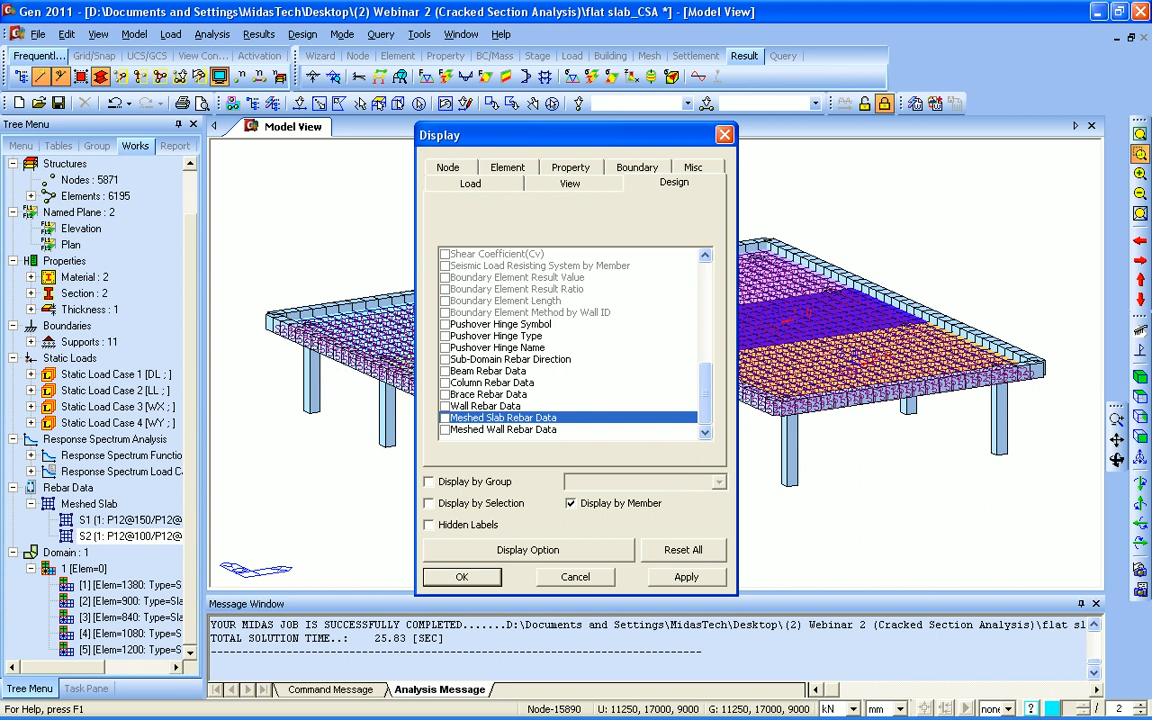 Gen 2011 - [D:\Documents and Settings\MidasTech\Desktop\(2) Webinar 2 (Cracked Section Analysis)\flat slab_CSA *] - [Model View]
File Edit View Model Load Analysis Results Design Mode Query Tools Window Help
Frequentl... Grid/Snap UCS/GCS View Con... Activation Wizard Node Element Property BC/Mass Stage Load Building Mesh Settlement Result Query
Tree Menu
Model View
Menu Tables Group Works Report
Structures
Nodes : 5871
Elements : 6195
Named Plane : 2
Elevation
Plan
Properties
Material : 2
Section : 2
Thickness : 1
Boundaries
Supports : 11
Static Loads
Static Load Case 1 [DL ; ]
Static Load Case 2 [LL ; ]
Static Load Case 3 [WX ; ]
Static Load Case 4 [WY ; ]
Response Spectrum Analysis
Response Spectrum Functio
Response Spectrum Load C
Rebar Data
Meshed Slab
S1 (1: P12@150/P12@
S2 (1: P12@100/P12@
Domain : 1
1 [Elem=0]
[1] [Elem=1380: Type=S
[2] [Elem=900: Type=Sla
[3] [Elem=840: Type=Sla
[4] [Elem=1080: Type=S
[5] [Elem=1200: Type=S
Tree Menu Task Pane
Display
Node Element Property Boundary Misc
Load View Design
Shear Coefficient(Cv)
Seismic Load Resisting System by Member
Boundary Element Result Value
Boundary Element Result Ratio
Boundary Element Length
Boundary Element Method by Wall ID
Pushover Hinge Symbol
Pushover Hinge Type
Pushover Hinge Name
Sub-Domain Rebar Direction
Beam Rebar Data
Column Rebar Data
Brace Rebar Data
Wall Rebar Data
Meshed Slab Rebar Data
Meshed Wall Rebar Data
Display by Group
Display by Selection Display by Member
Hidden Labels
Display Option Reset All
OK Cancel Apply
Message Window
YOUR MIDAS JOB IS SUCCESSFULLY COMPLETED.......D:\Documents and Settings\MidasTech\Desktop\(2) Webinar 2 (Cracked Section Analysis)\flat sl
TOTAL SOLUTION TIME..: 25.83 [SEC]
Command Message Analysis Message
For Help, press F1 Node-15890 U: 11250, 17000, 9000 G: 11250, 17000, 9000 kN mm none ? / 2